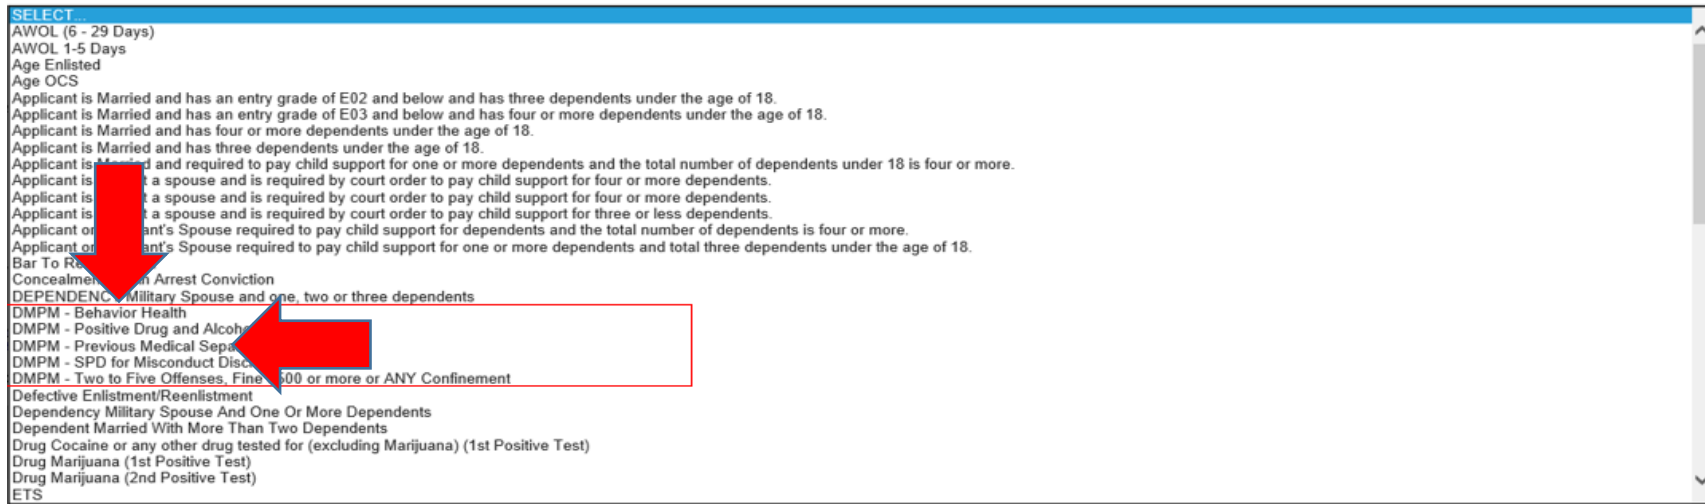 SELECT...
AWOL (6 - 29 Days)
AWOL 1-5 Days
Age Enlisted
Age OCS
Applicant is Married and has an entry grade of E02 and below and has three dependents under the age of 18.
Applicant is Married and has an entry grade of E03 and below and has four or more dependents under the age of 18.
Applicant is Married and has four or more dependents under the age of 18.
Applicant is Married and has three dependents under the age of 18.
Applicant is Married and required to pay child support for one or more dependents and the total number of dependents under 18 is four or more.
Applicant is a spouse and is required by court order to pay child support for four or more dependents.
Applicant is a spouse and is required by court order to pay child support for four or more dependents.
Applicant is a spouse and is required by court order to pay child support for three or less dependents.
Applicant or Spouse required to pay child support for dependents and the total number of dependents is four or more.
Applicant or Spouse required to pay child support for one or more dependents and total three dependents under the age of 18.
Bar To
Arrest Conviction
DEPENDENCY Military Spouse and one, two or three dependents
DMPM - Behavior Health
DMPM - Positive Drug and
DMPM - Previous Medical
DMPM - SPD for Misconduct
DMPM - Two to Five Offenses, Fine 500 or more or ANY Confinement
Defective Enlistment/Reenlistment
Dependency Military Spouse And One Or More Dependents
Dependent Married With More Than Two Dependents
Drug Cocaine or any other drug tested for (excluding Marijuana) (1st Positive Test)
Drug Marijuana (1st Positive Test)
Drug Marijuana (2nd Positive Test)
ETS